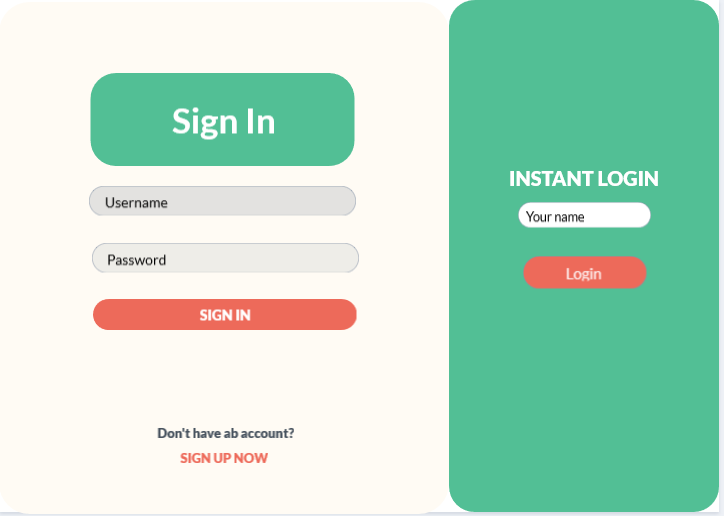 Sign In
Username
Password
SIGN IN
Don't have ab account?
SIGN UP NOW
INSTANT LOGIN
Your name
Login